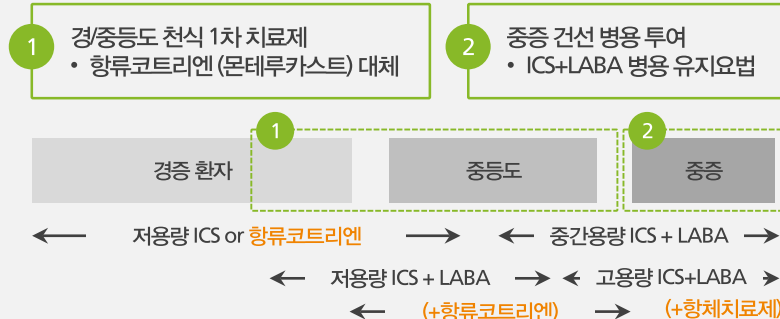 1
경/중등도 천식 1차 치료제
• 항류코트리엔 (몬테루카스트) 대체
2
중증 건선 병용 투여
• ICS+LABA 병용 유지요법
1
2
경증 환자
중등도
중증
저용량 ICS or 항류코트리엔
중간용량 ICS + LABA
저용량 ICS + LABA
고용량 ICS+LABA
(+항류코트리엔)
(+항체치료제)